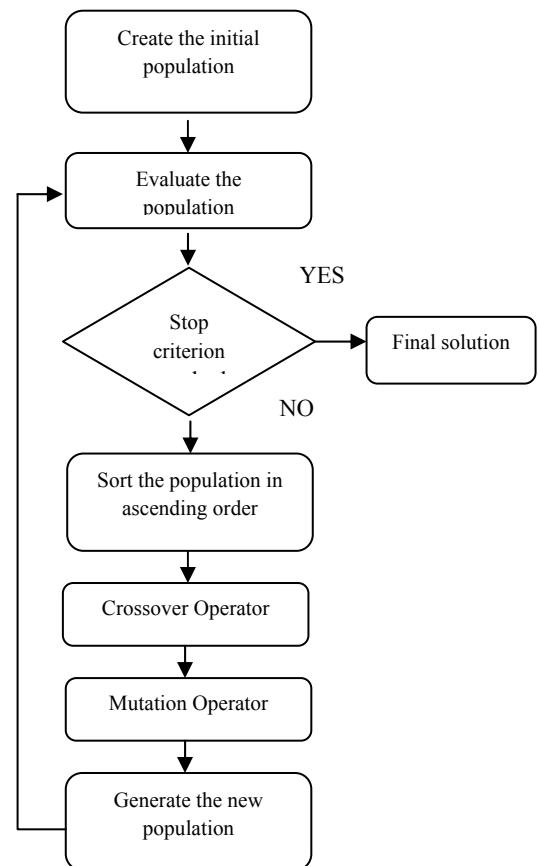 Create the initial
population
Evaluate the
population
YES
Stop
criterion
Final solution
NO
Sort the population in
ascending order
Crossover Operator
Mutation Operator
Generate the new
population